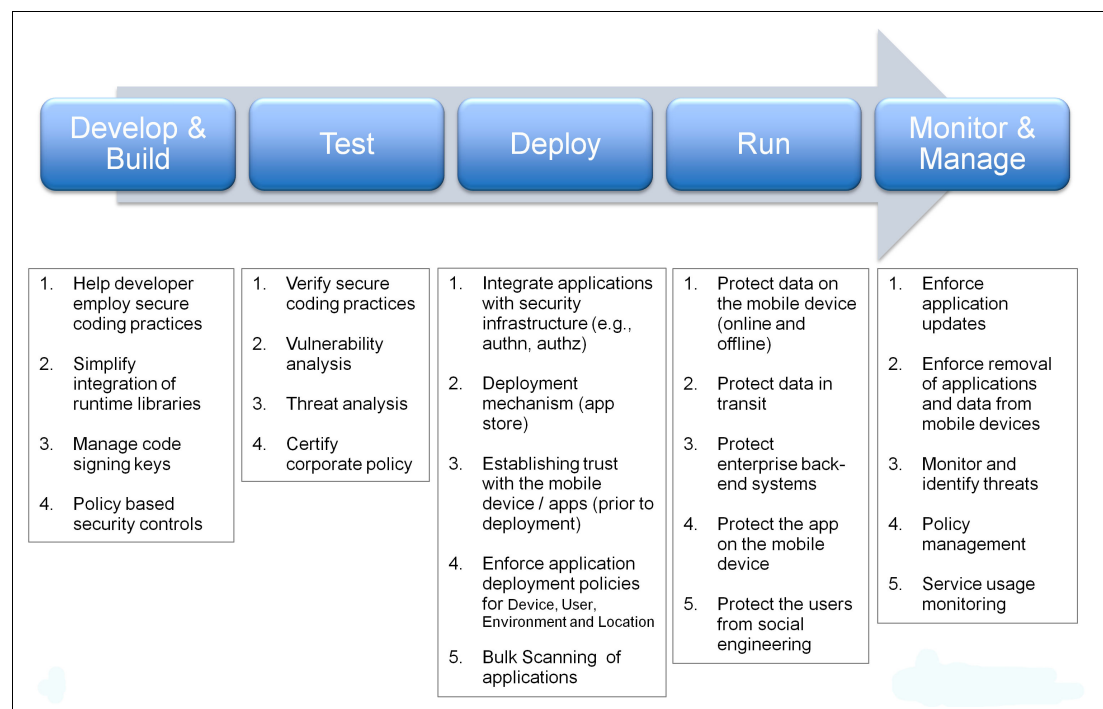 Develop &
Build
Test
Deploy
Run
Monitor &
Manage
1. Help developer
employ secure
coding practices
2. Simplify
integration of
runtime libraries
3. Manage code
signing keys
4. Policy based
security controls
1. Verify secure
coding practices
2. Vulnerability
analysis
3. Threat analysis
4. Certify
corporate policy
1. Integrate applications
with security
infrastructure (e.g.,
authn, authz)
2. Deployment
mechanism (app
store)
3. Establishing trust
with the mobile
device / apps (prior to
deployment)
4. Enforce application
deployment policies
for Device, User,
Environment and Location
5. Bulk Scanning of
applications
1. Protect data on
the mobile device
(online and
offline)
2. Protect data in
transit
3. Protect
enterprise back-
end systems
4. Protect the app
on the mobile
device
5. Protect the users
from social
engineering
1. Enforce
application
updates
2. Enforce removal
of applications
and data from
mobile devices
3. Monitor and
identify threats
4. Policy
management
5. Service usage
monitoring